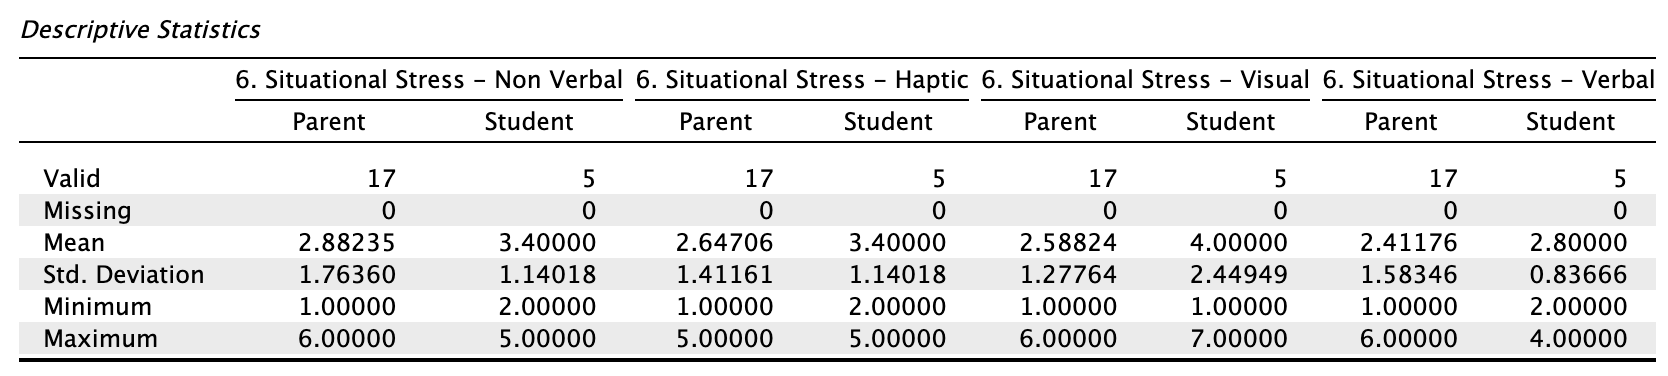 Descriptive Statistics
6. Situational Stress – Non Verbal 6. Situational Stress – Haptic 6. Situational Stress – Visual 6. Situational Stress – Verbal
Parent Student Parent Student Parent Student Parent Student
Valid 17 5 17 5 17 5 17 5
Missing 0 0 0 0 0 0 0 0
Mean 2.88235 3.40000 2.64706 3.40000 2.58824 4.00000 2.41176 2.80000
Std. Deviation 1.76360 1.14018 1.41161 1.14018 1.27764 2.44949 1.58346 0.83666
Minimum 1.00000 2.00000 1.00000 2.00000 1.00000 1.00000 1.00000 2.00000
Maximum 6.00000 5.00000 5.00000 5.00000 6.00000 7.00000 6.00000 4.00000